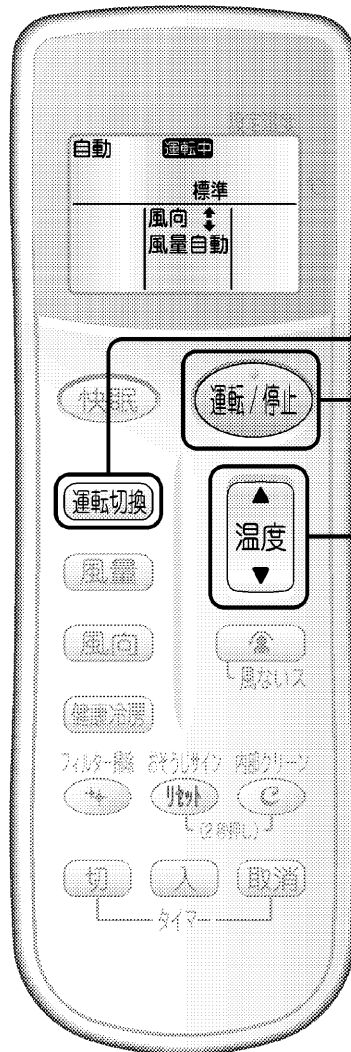 自動 運転中
標準
風向
風量自動
快眠 運転/停止
運転切換
温度
風量
風向
風ないス
健康冷房
フィルター掃除 おそうじサイン 内部クリーン
リセット
(2秒押し)
切 入 取消
タイマー